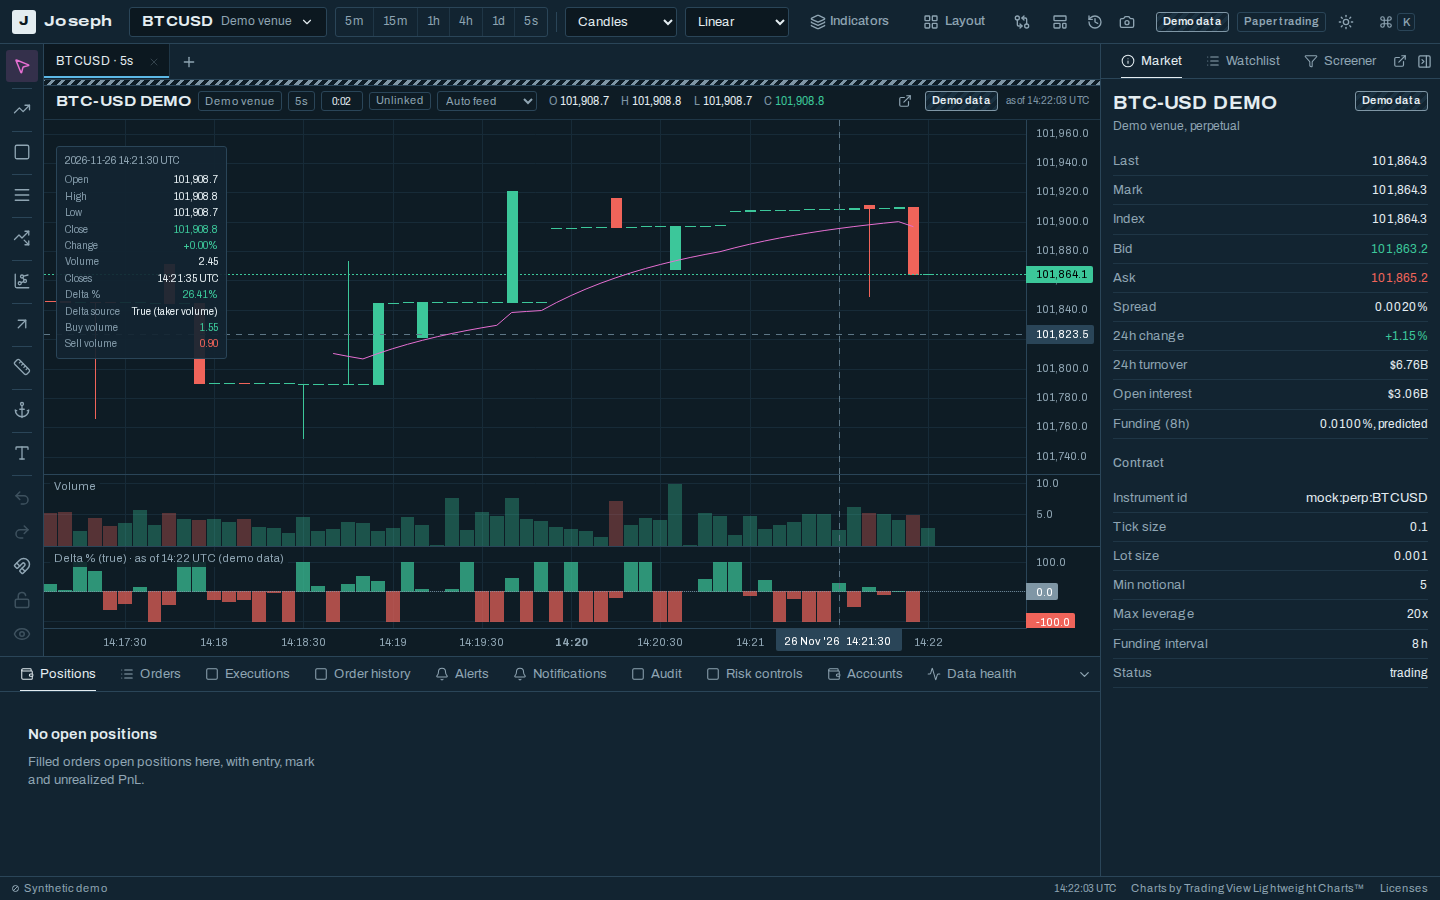 J Joseph BTCUSD Demo venue 5m 15m 1h 4h 1d 5s Candles Linear Indicators Layout Demo data Paper trading ⌘ K
BTCUSD · 5s × +
BTC-USD DEMO Demo venue 5s 0:02 Unlinked Auto feed O 101,908.7 H 101,908.8 L 101,908.7 C 101,908.8 Demo data as of 14:22:03 UTC
2026-11-26 14:21:30 UTC
Open 101,908.7
High 101,908.8
Low 101,908.7
Close 101,908.8
Change +0.00%
Volume 2.45
Closes 14:21:35 UTC
Delta % 26.41%
Delta source True (taker volume)
Buy volume 1.55
Sell volume 0.90
101,960.0
101,940.0
101,920.0
101,900.0
101,880.0
101,864.1
101,840.0
101,823.5
101,800.0
101,780.0
101,760.0
101,740.0
Volume
10.0
5.0
Delta % (true) · as of 14:22 UTC (demo data)
100.0
0.0
-100.0
14:17:30 14:18 14:18:30 14:19 14:19:30 14:20 14:20:30 14:21 26 Nov '26 14:21:30 14:22
Market Watchlist Screener
BTC-USD DEMO Demo data
Demo venue, perpetual
Last 101,864.3
Mark 101,864.3
Index 101,864.3
Bid 101,863.2
Ask 101,865.2
Spread 0.0020%
24h change +1.15%
24h turnover $6.76B
Open interest $3.06B
Funding (8h) 0.0100%, predicted
Contract
Instrument id mock:perp:BTCUSD
Tick size 0.1
Lot size 0.001
Min notional 5
Max leverage 20x
Funding interval 8h
Status trading
Positions Orders Executions Order history Alerts Notifications Audit Risk controls Accounts Data health
No open positions
Filled orders open positions here, with entry, mark
and unrealized PnL.
Synthetic demo 14:22:03 UTC Charts by TradingView Lightweight Charts™ Licenses